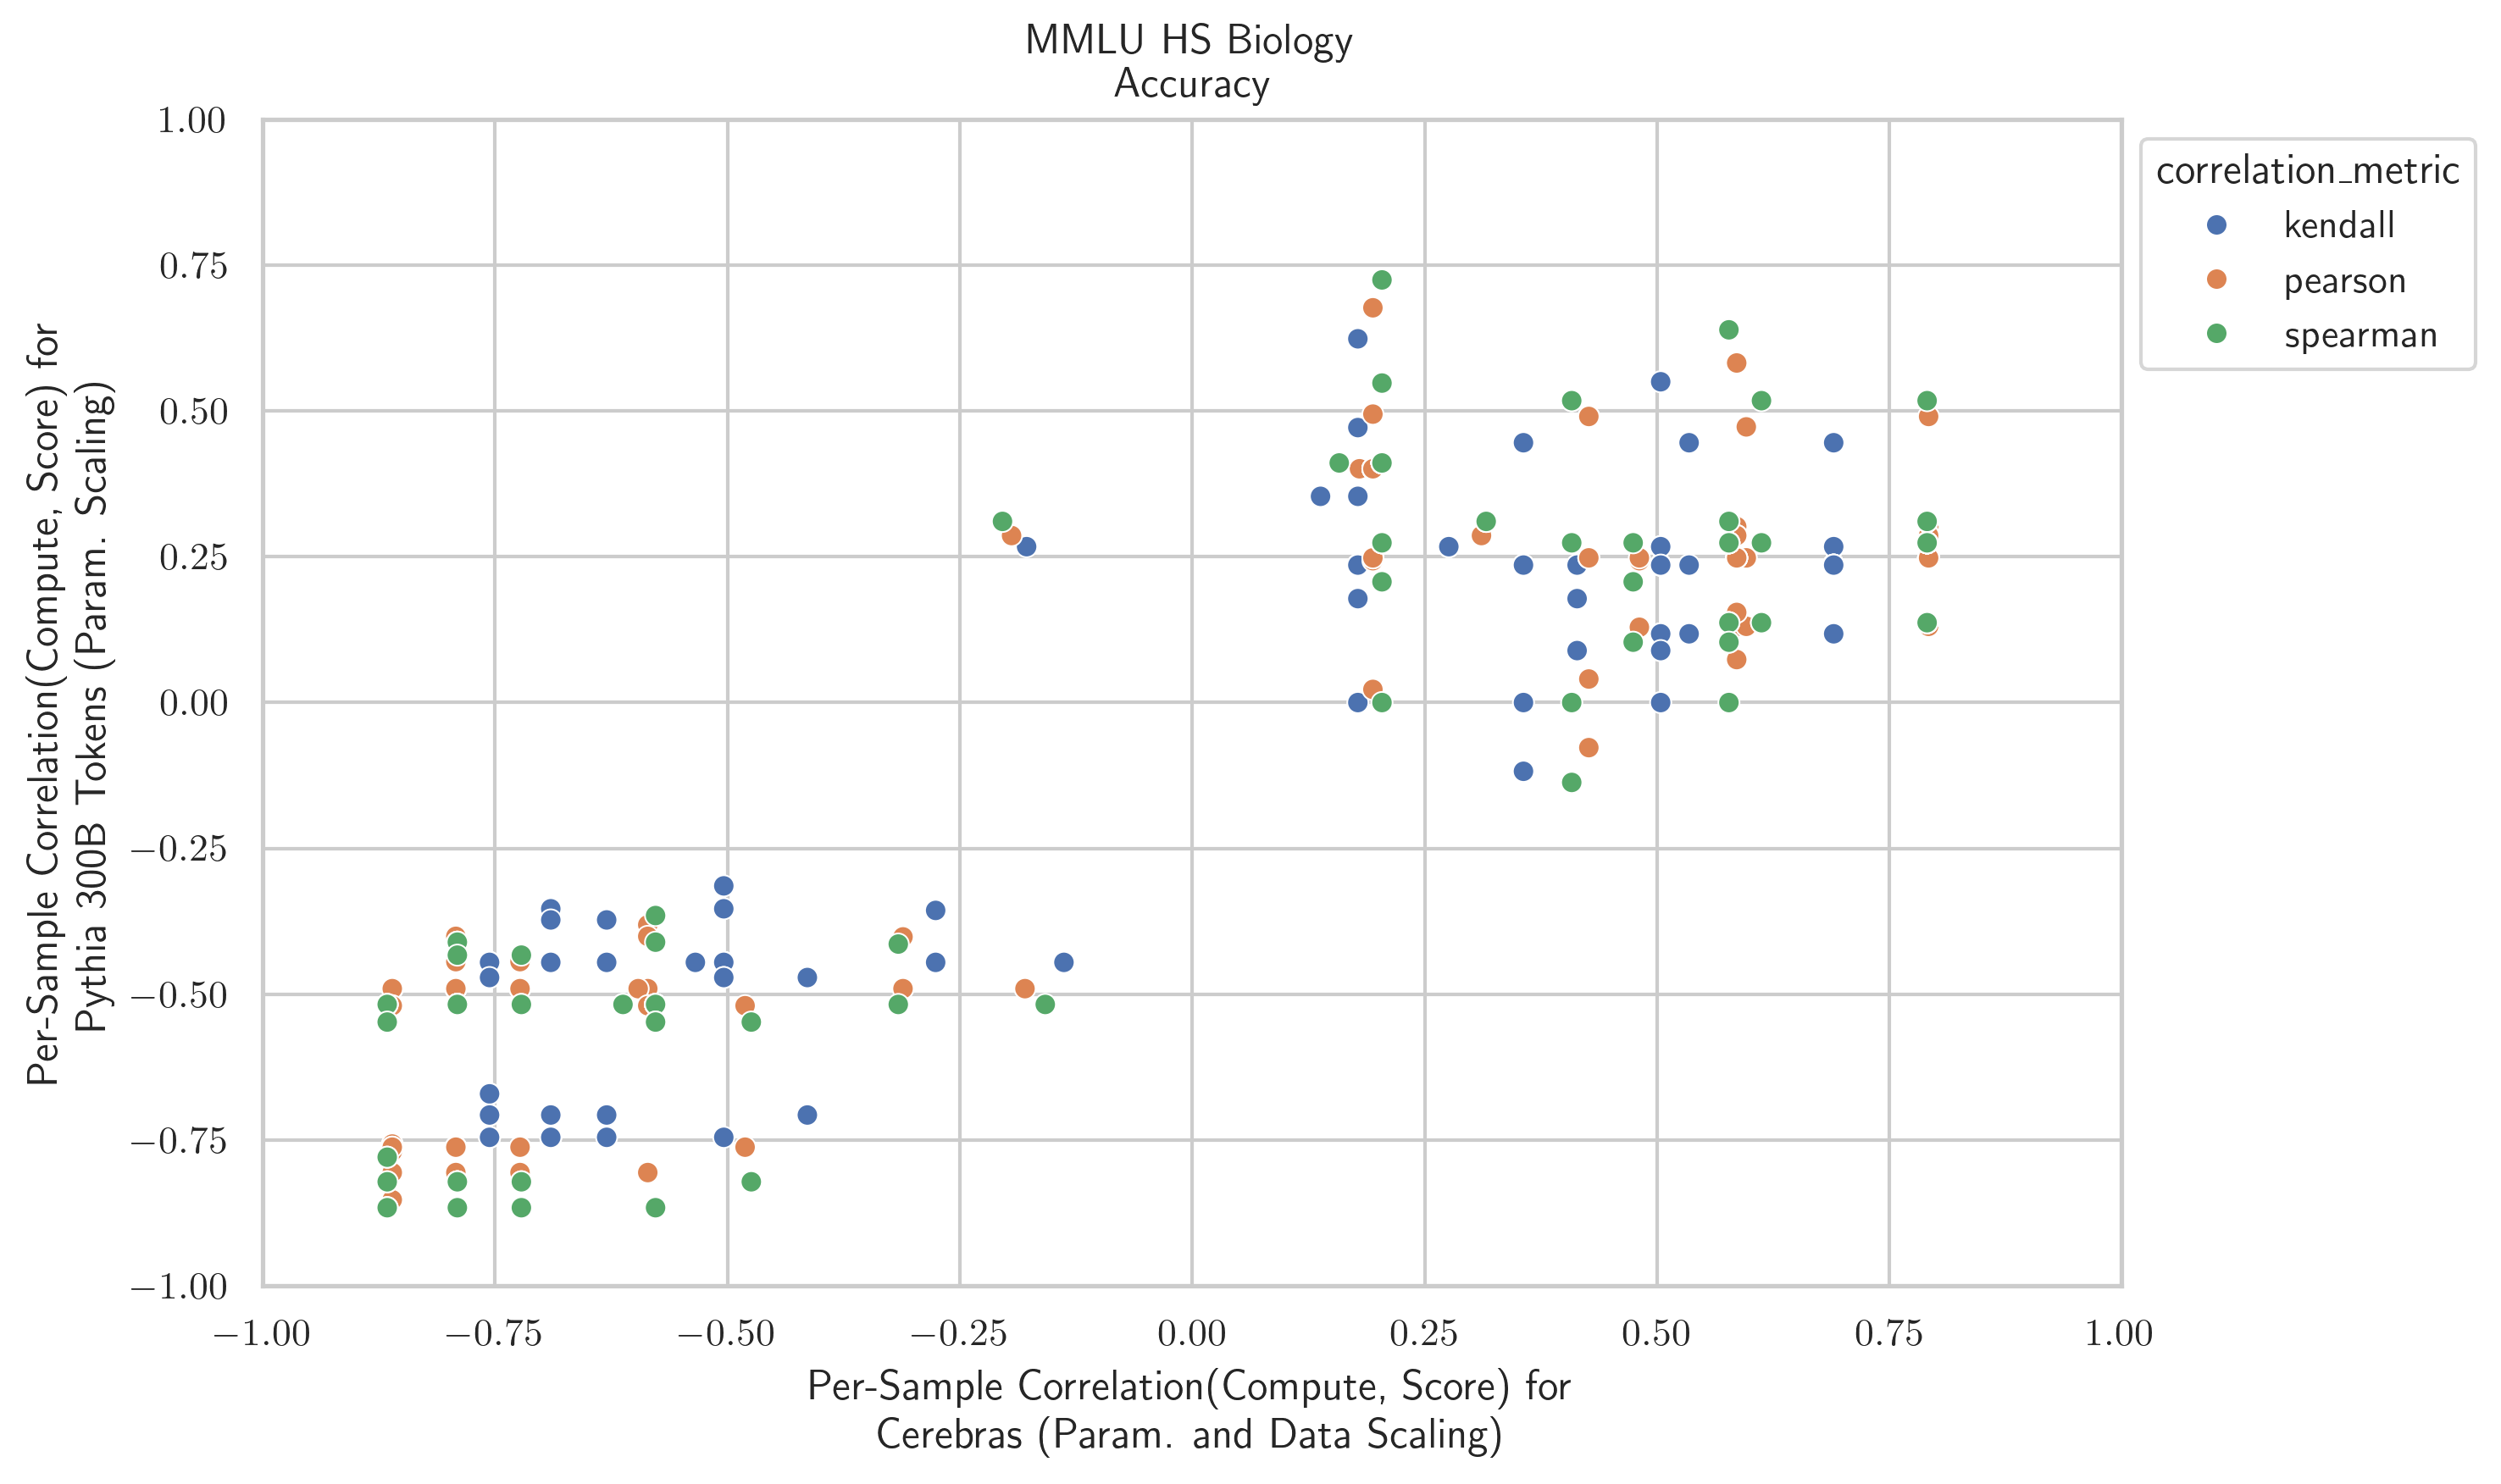 MMLU HS Biology
Accuracy
1.00
0.75
0.50
0.25
0.00
−0.25
−0.50
−0.75
−1.00
Per-Sample Correlation(Compute, Score) for
Pythia 300B Tokens (Param. Scaling)
−1.00 −0.75 −0.50 −0.25 0.00 0.25 0.50 0.75 1.00
Per-Sample Correlation(Compute, Score) for
Cerebras (Param. and Data Scaling)
correlation_metric
kendall
pearson
spearman